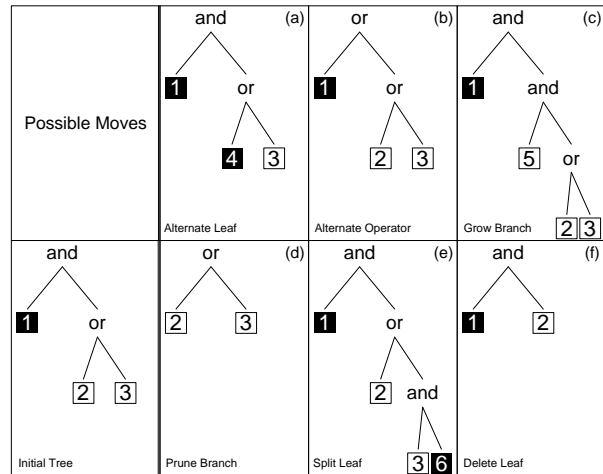 Possible Moves
and (a)
1 or
4 3
Alternate Leaf
or (b)
1 or
2 3
Alternate Operator
and (c)
1 and
5 or
2 3
Grow Branch
and
1 or
2 3
Initial Tree
or (d)
2 3
Prune Branch
and (e)
1 or
2 and
3 6
Split Leaf
and (f)
1 2
Delete Leaf